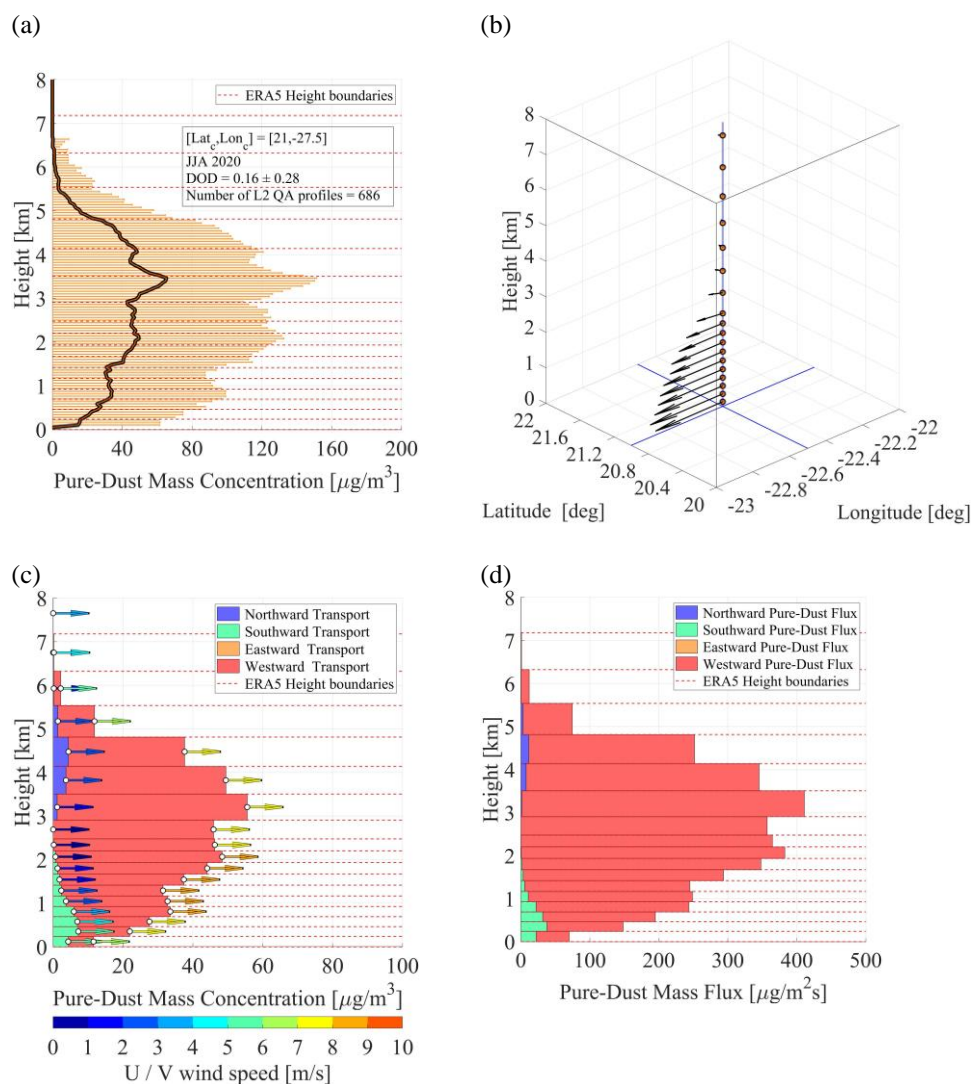 (a)
8
7
6
5
4
3
2
1
0
Height [km]
ERA5 Height boundaries
[Lat_c,Lon_c] = [21,-27.5]
JJA 2020
DOD = 0.16 ± 0.28
Number of L2 QA profiles = 686
0 40 80 120 160 200
Pure-Dust Mass Concentration [μg/m³]
(b)
8
7
6
5
4
3
2
1
0
Height [km]
22
21.6
21.2
20.8
20.4
20
Latitude [deg]
-22
-22.2
-22.4
-22.6
-22.8
-23
Longitude [deg]
(c)
8
7
6
5
4
3
2
1
0
Height [km]
Northward Transport
Southward Transport
Eastward Transport
Westward Transport
ERA5 Height boundaries
0 20 40 60 80 100
Pure-Dust Mass Concentration [μg/m³]
0 1 2 3 4 5 6 7 8 9 10
U / V wind speed [m/s]
(d)
8
7
6
5
4
3
2
1
0
Height [km]
Northward Pure-Dust Flux
Southward Pure-Dust Flux
Eastward Pure-Dust Flux
Westward Pure-Dust Flux
ERA5 Height boundaries
0 100 200 300 400 500
Pure-Dust Mass Flux [μg/m²s]